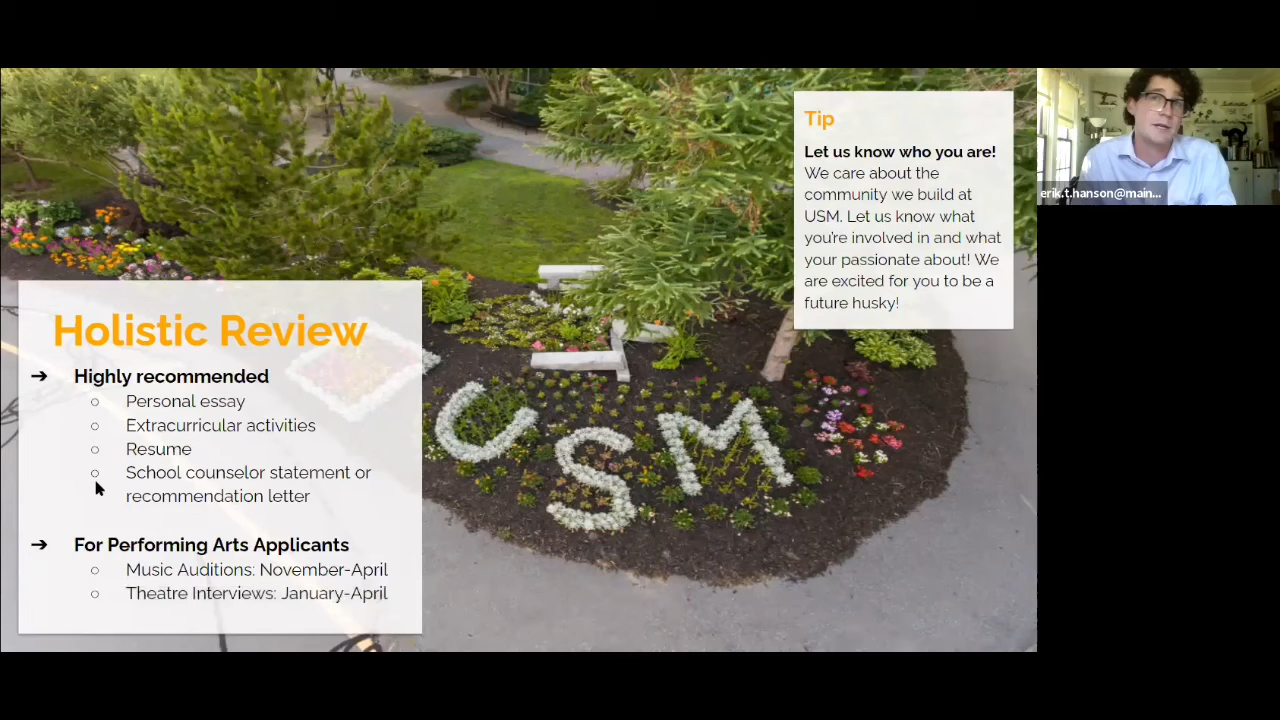 Tip
Let us know who you are!
We care about the
community we build at
USM. Let us know what
you're involved in and what
your passionate about! We
are excited for you to be a
future husky!
erik.t.hanson@main...
Holistic Review
➔ Highly recommended
○ Personal essay
○ Extracurricular activities
○ Resume
○ School counselor statement or
recommendation letter
➔ For Performing Arts Applicants
○ Music Auditions: November-April
○ Theatre Interviews: January-April
USM